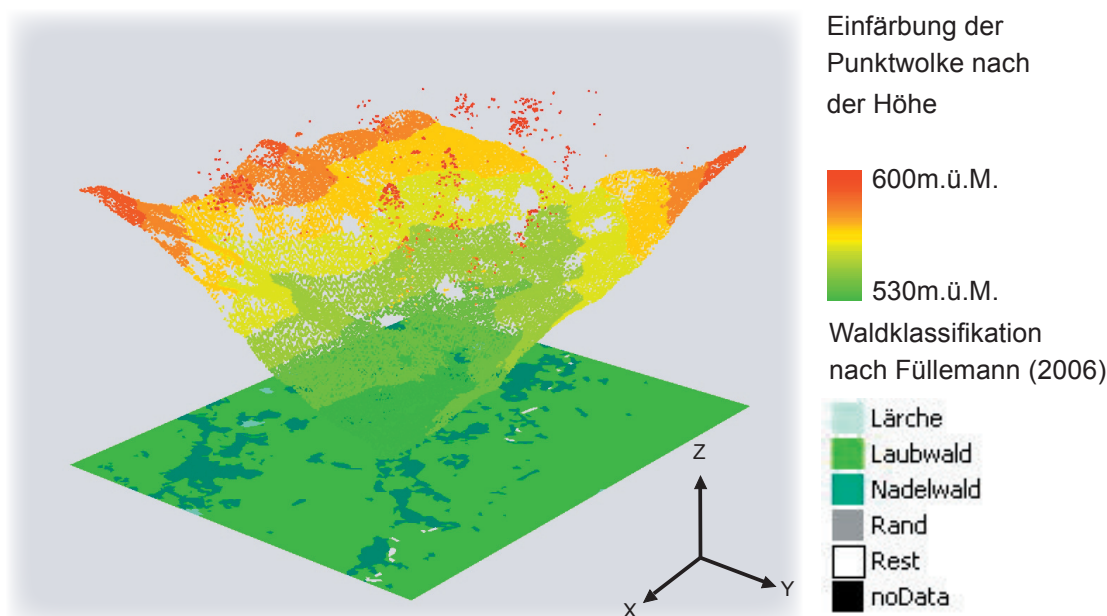 Einfärbung der
Punktwolke nach
der Höhe
600m.ü.M.
530m.ü.M.
Waldklassifikation
nach Füllemann (2006)
Lärche
Laubwald
Nadelwald
Rand
Rest
noData
Z
Y
X